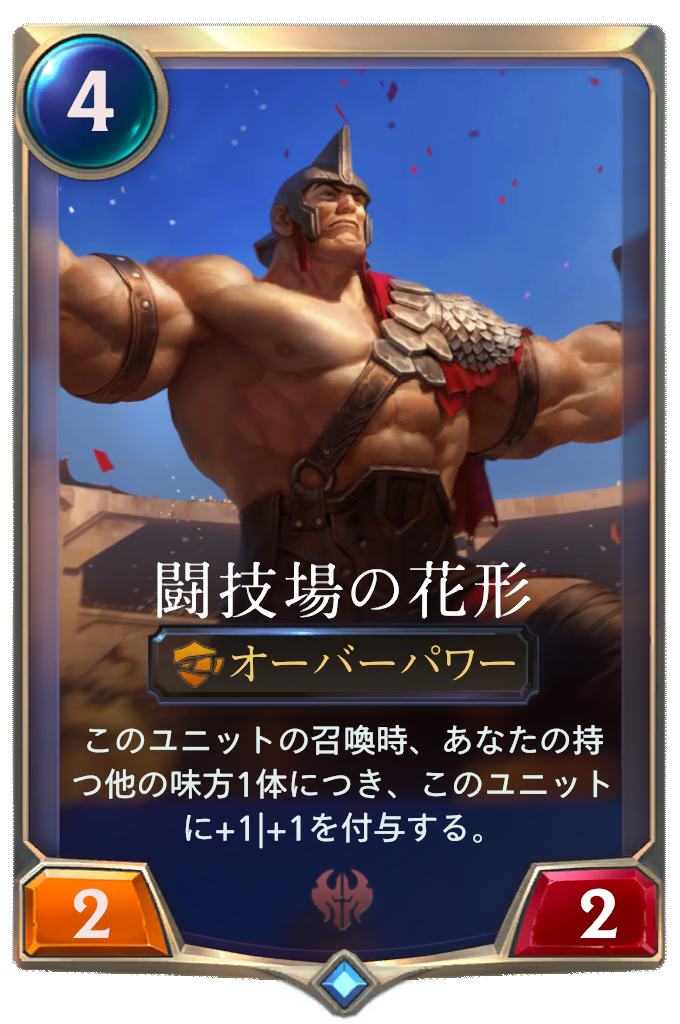 4
闘技場の花形
オーバーパワー
このユニットの召喚時、あなたの持
つ他の味方1体につき、このユニット
に+1|+1を付与する。
2
2